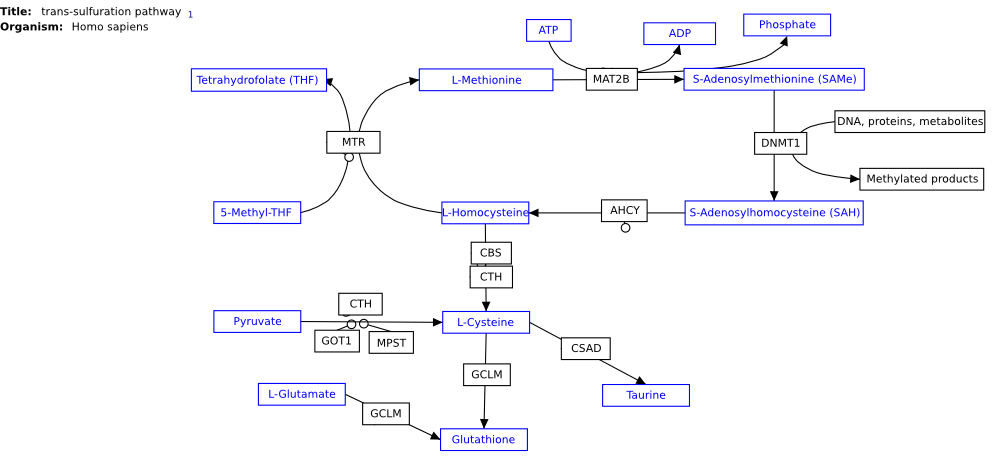 Title: trans-sulfuration pathway 1
Organism: Homo sapiens
ATP
ADP
Phosphate
Tetrahydrofolate (THF)
L-Methionine
MAT2B
S-Adenosylmethionine (SAMe)
DNA, proteins, metabolites
MTR
DNMT1
Methylated products
5-Methyl-THF
L-Homocysteine
AHCY
S-Adenosylhomocysteine (SAH)
CBS
CTH
CTH
Pyruvate
L-Cysteine
GOT1
MPST
CSAD
GCLM
L-Glutamate
Taurine
GCLM
Glutathione